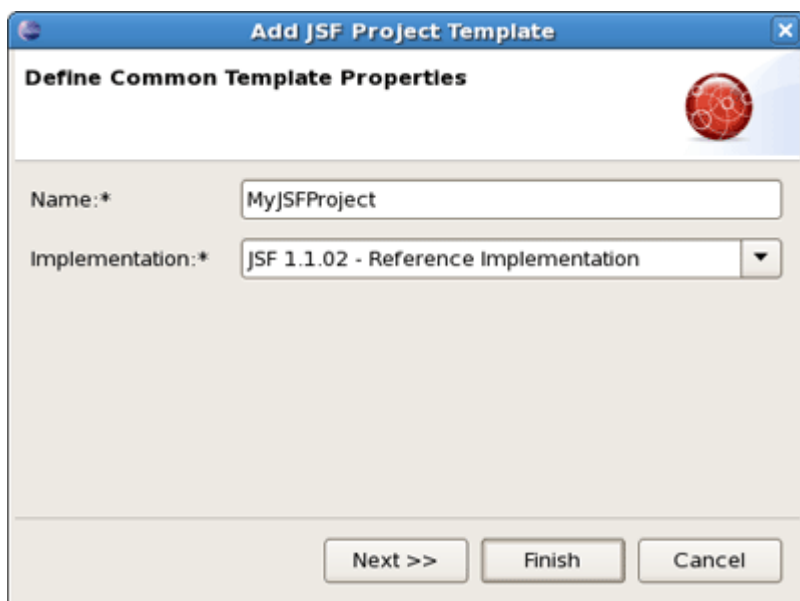 Add JSF Project Template
Define Common Template Properties
Name:* MyJSFProject
Implementation:* JSF 1.1.02 - Reference Implementation
Next >> Finish Cancel